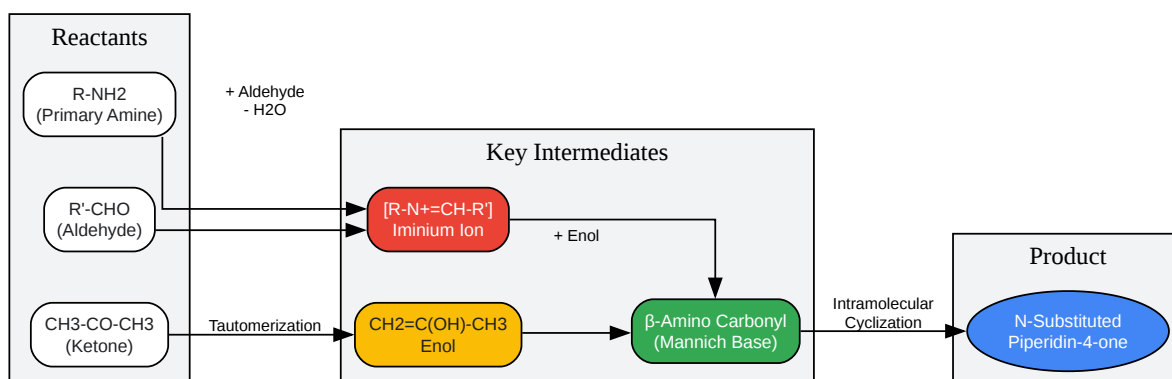 Reactants
R-NH2
(Primary Amine)
+ Aldehyde
- H2O
Key Intermediates
R'-CHO
(Aldehyde)
[R-N+=CH-R']
Iminium Ion
+ Enol
CH3-CO-CH3
(Ketone)
Tautomerization
CH2=C(OH)-CH3
Enol
β-Amino Carbonyl
(Mannich Base)
Intramolecular
Cyclization
Product
N-Substituted
Piperidin-4-one